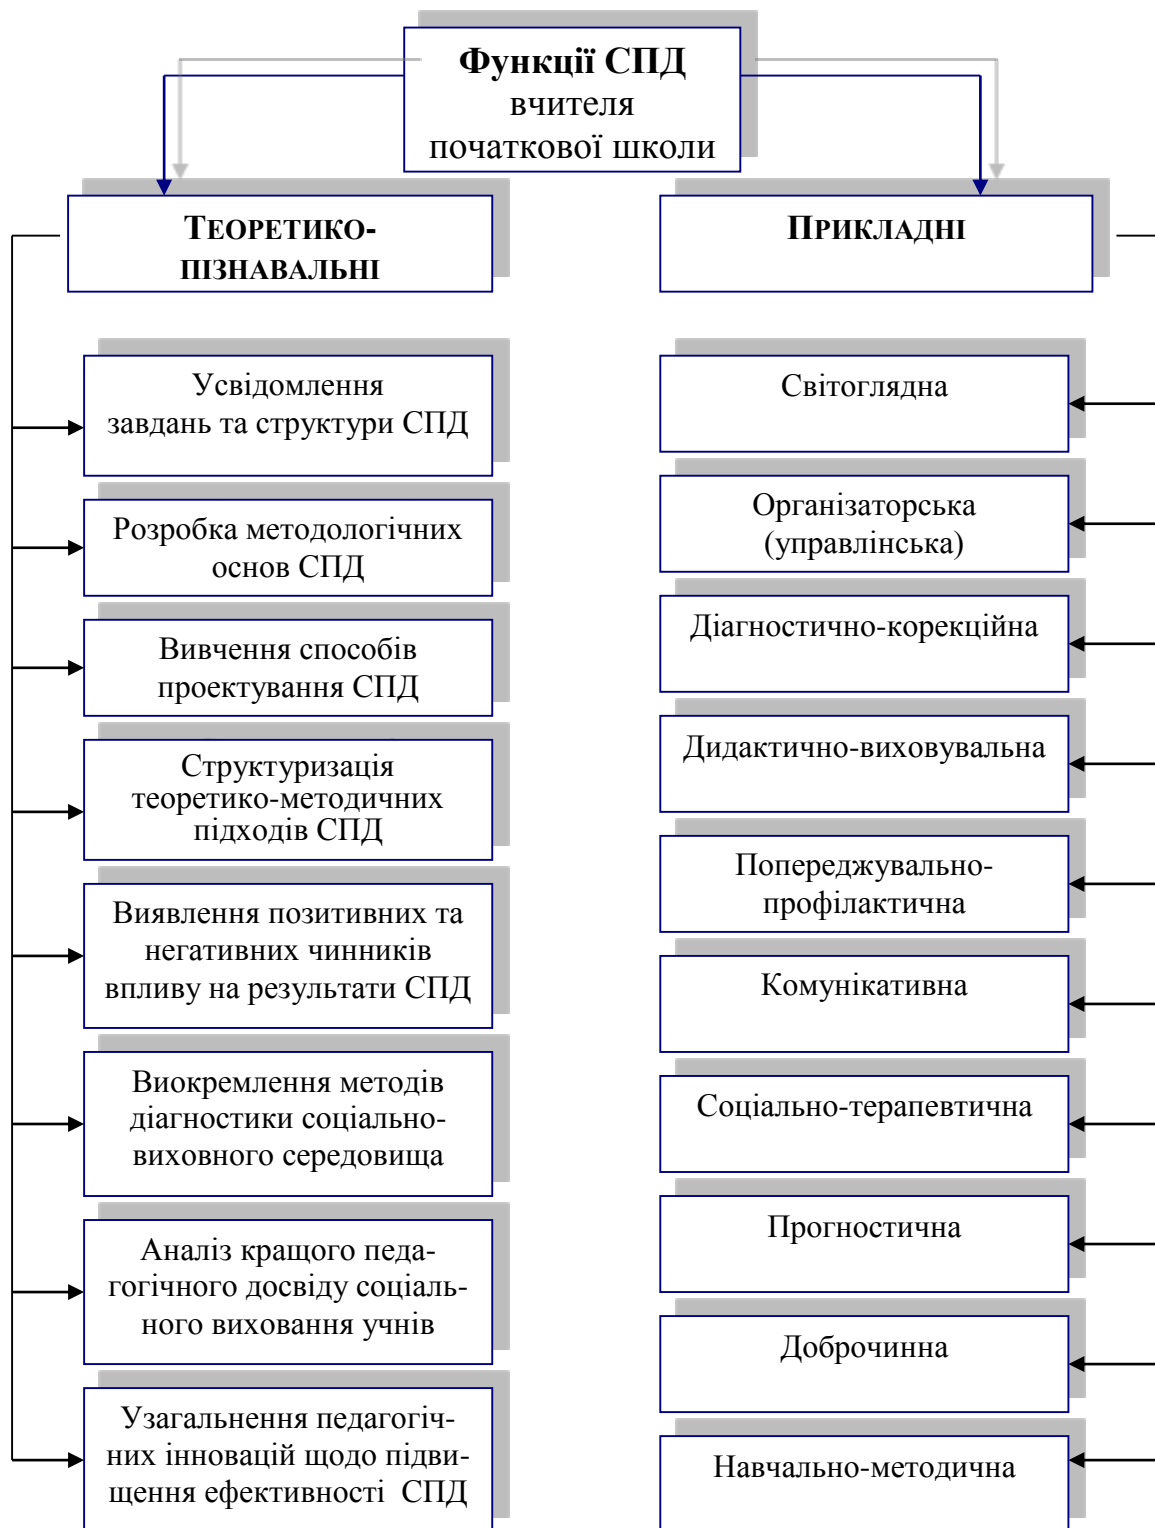 Функції СПД
вчителя
початкової школи
ТЕОРЕТИКО-
ПІЗНАВАЛЬНІ
ПРИКЛАДНІ
Усвідомлення
завдань та структури СПД
Розробка методологічних
основ СПД
Вивчення способів
проектування СПД
Структуризація
теоретико-методичних
підходів СПД
Виявлення позитивних та
негативних чинників
впливу на результати СПД
Виокремлення методів
діагностики соціально-
виховного середовища
Аналіз кращого педа-
гогічного досвіду соціаль-
ного виховання учнів
Узагальнення педагогіч-
них інновацій щодо підви-
щення ефективності СПД
Світоглядна
Організаторська
(управлінська)
Діагностично-корекційна
Дидактично-виховувальна
Попереджувально-
профілактична
Комунікативна
Соціально-терапевтична
Прогностична
Доброчинна
Навчально-методична